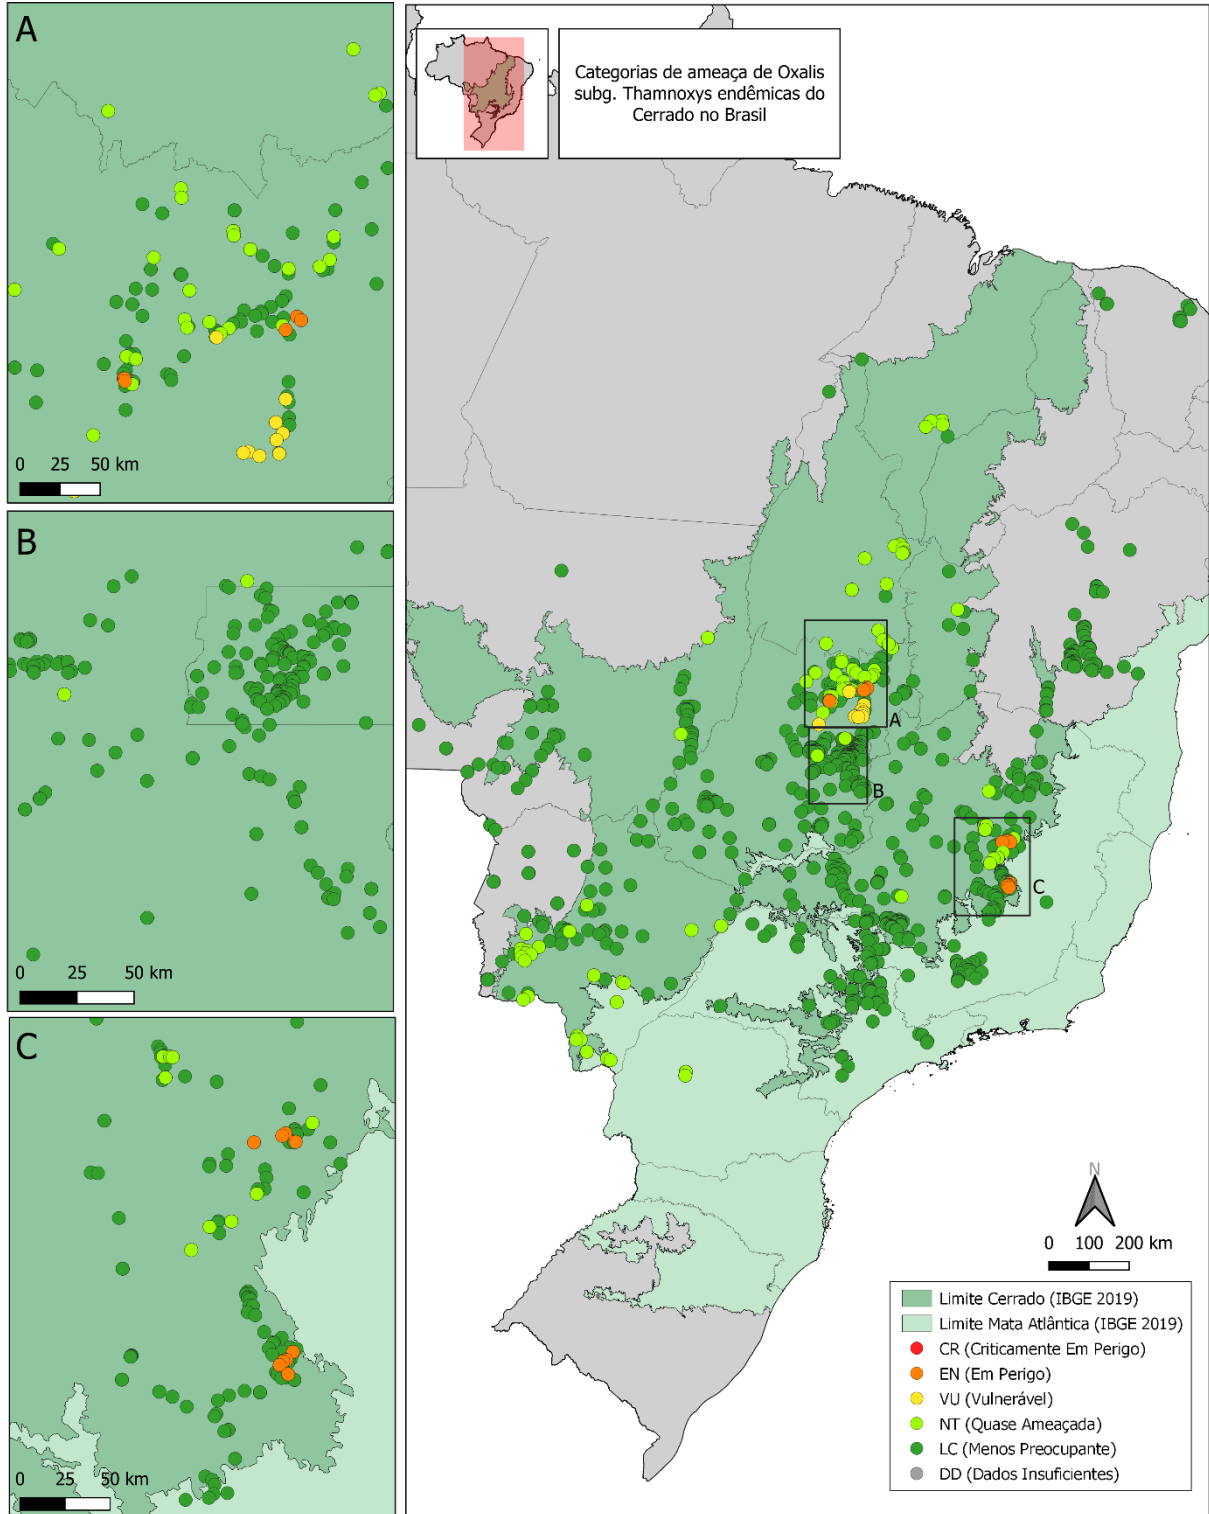 A
0 25 50 km
B
0 25 50 km
C
0 25 50 km
Categorias de ameaça de Oxalis
subg. Thamnoxys endêmicas do
Cerrado no Brasil
A
B
C
N
0 100 200 km
Limite Cerrado (IBGE 2019)
Limite Mata Atlântica (IBGE 2019)
CR (Criticamente Em Perigo)
EN (Em Perigo)
VU (Vulnerável)
NT (Quase Ameaçada)
LC (Menos Preocupante)
DD (Dados Insuficientes)